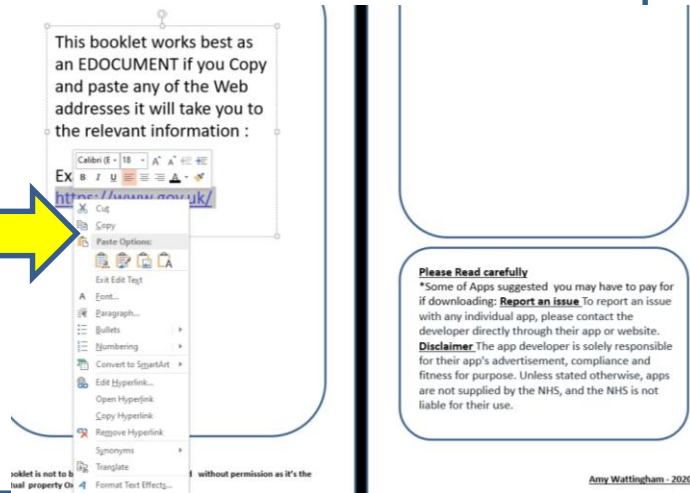 This booklet works best as
an EDOCUMENT if you Copy
and paste any of the Web
addresses it will take you to
the relevant information :
Calibri (E 18 A A
Ex B I U A
https://www.gov.uk/
Cut
Copy
Paste Options:
Exit Edit Text
A Font...
Paragraph...
Bullets
Numbering
Convert to SmartArt
Edit Hyperlink...
Open Hyperlink
Copy Hyperlink
Remove Hyperlink
Synonyms
Translate
Format Text Effects...
ooklet is not to b without permission as it's the
property
Please Read carefully
*Some of Apps suggested you may have to pay for
if downloading: Report an issue To report an issue
with any individual app, please contact the
developer directly through their app or website.
Disclaimer The app developer is solely responsible
for their app's advertisement, compliance and
fitness for purpose. Unless stated otherwise, apps
are not supplied by the NHS, and the NHS is not
liable for their use.
Amy Wattingham - 2020